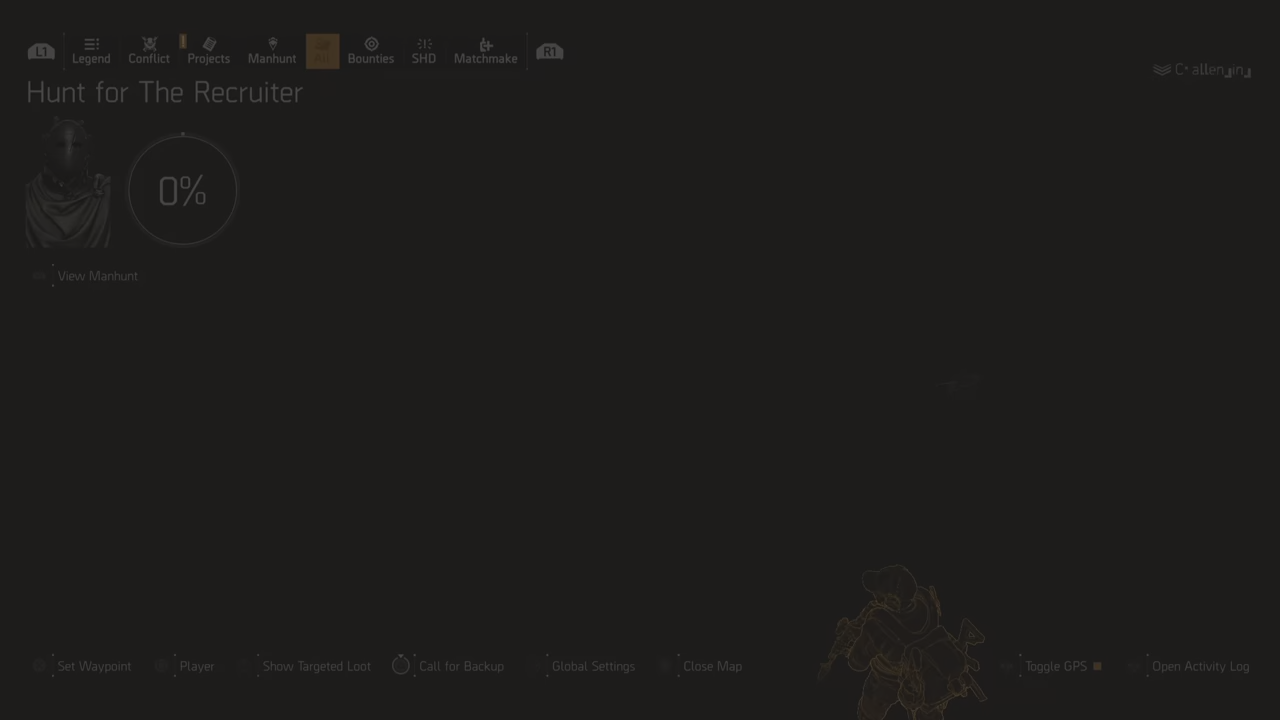 L1 Legend Conflict Projects Manhunt All Bounties SHD Matchmake R1
Hunt for The Recruiter
0%
View Manhunt
Set Waypoint Player Show Targeted Loot Call for Backup Global Settings Close Map Toggle GPS Open Activity Log